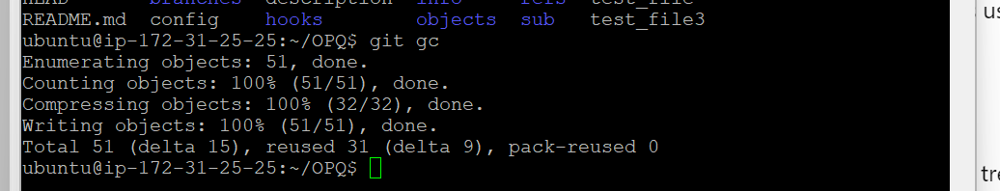 HEAD branches description info refs test_file
README.md config hooks objects sub test_file3
ubuntu@ip-172-31-25-25:~/OPQ$ git gc
Enumerating objects: 51, done.
Counting objects: 100% (51/51), done.
Compressing objects: 100% (32/32), done.
Writing objects: 100% (51/51), done.
Total 51 (delta 15), reused 31 (delta 9), pack-reused 0
ubuntu@ip-172-31-25-25:~/OPQ$
us
tre